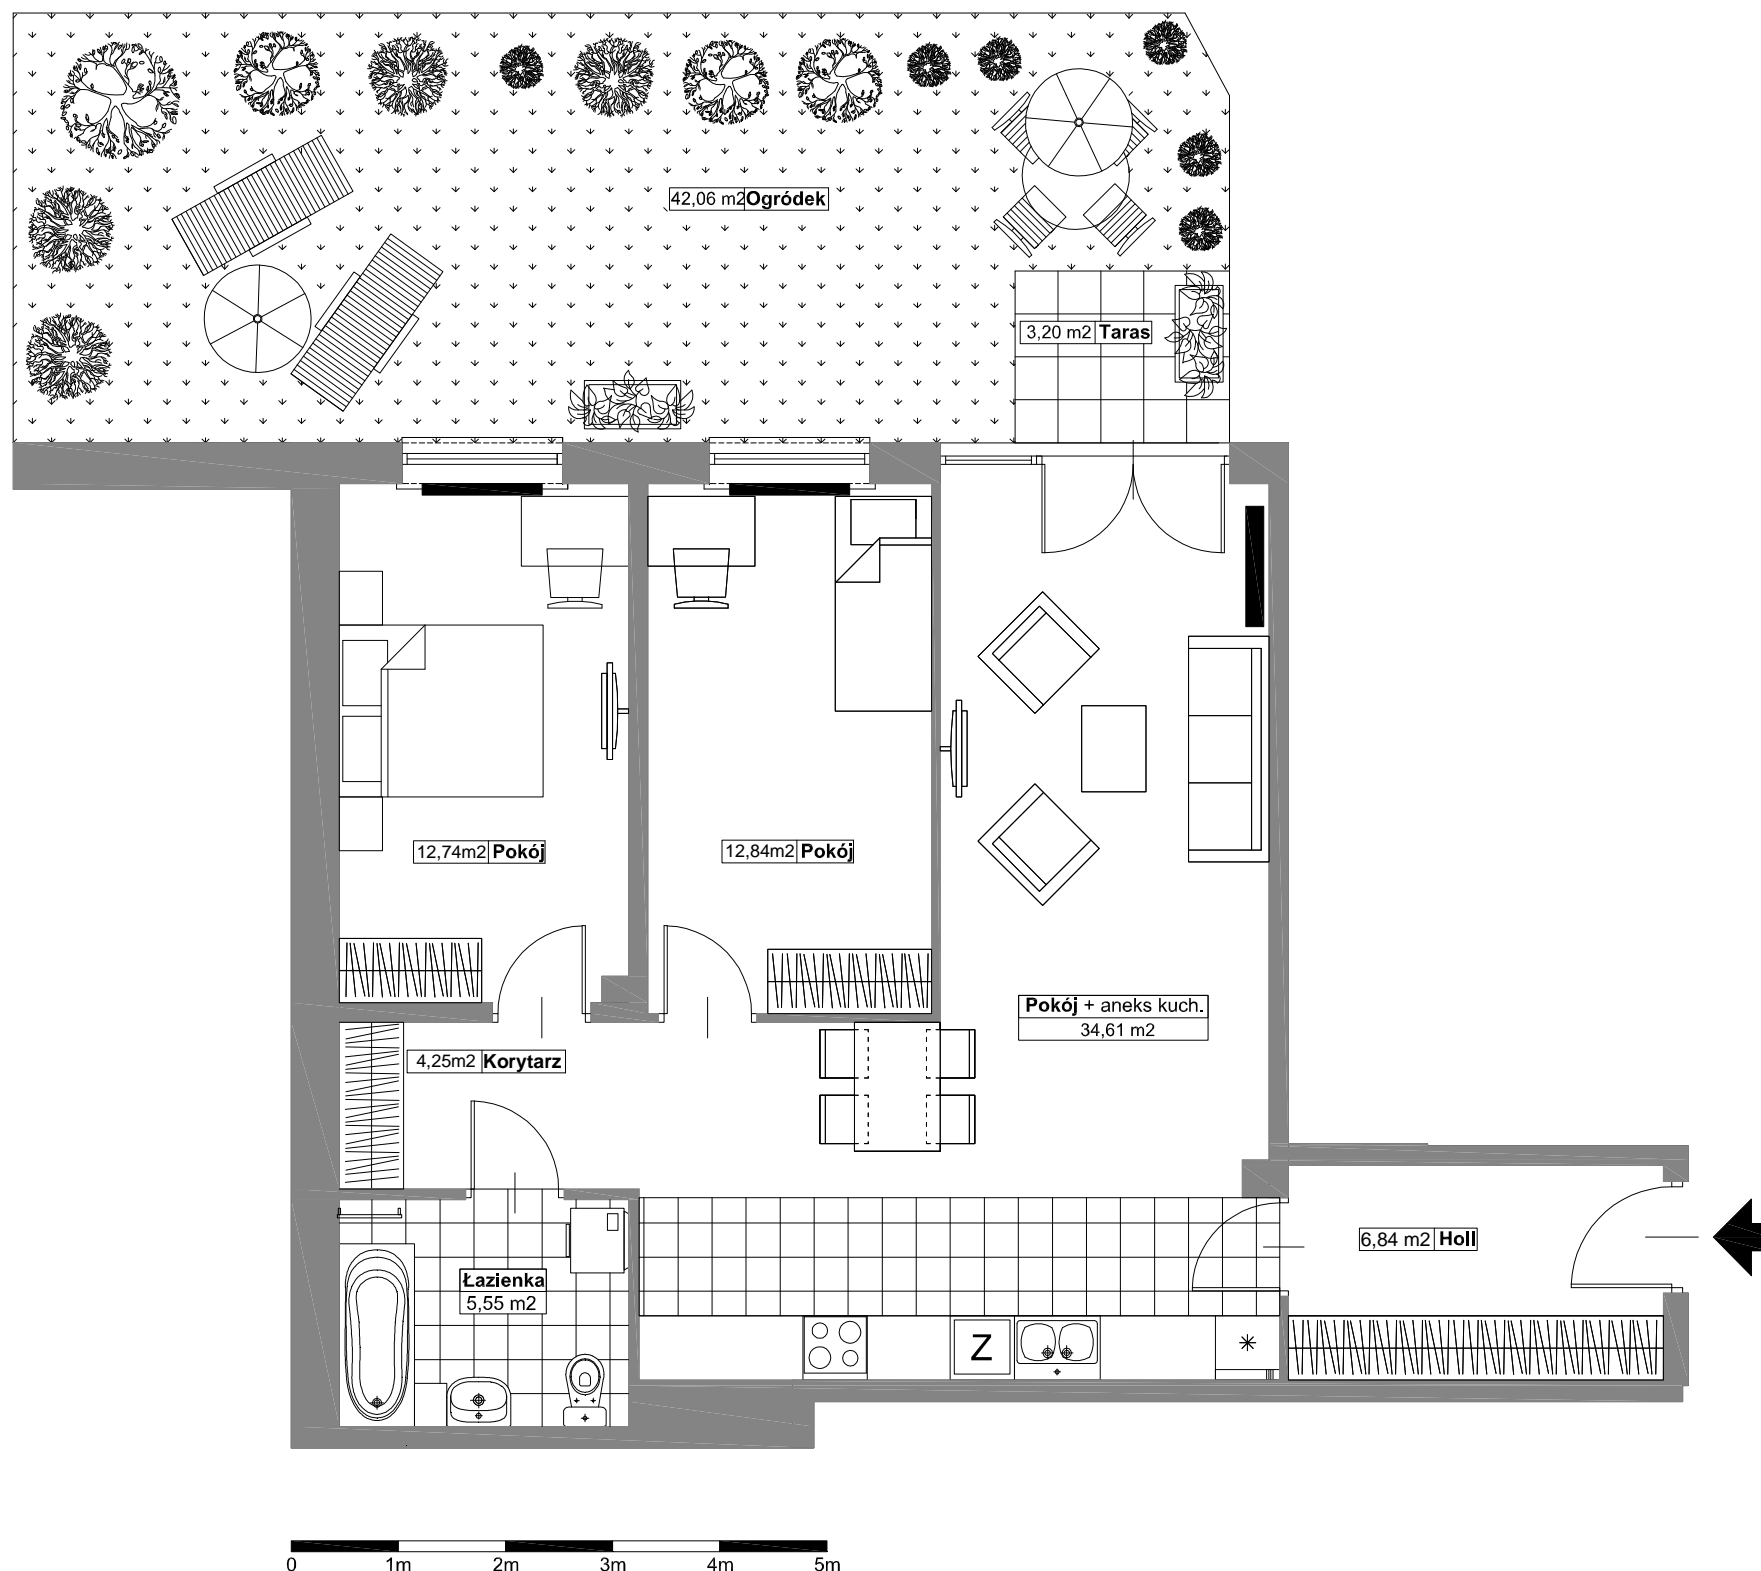 42,06 m2 Ogródek
3,20 m2 Taras
12,74m2 Pokój
12,84m2 Pokój
Pokój + aneks kuch.
34,61 m2
4,25m2 Korytarz
6,84 m2 Holl
Łazienka
5,55 m2
Z
0 1m 2m 3m 4m 5m